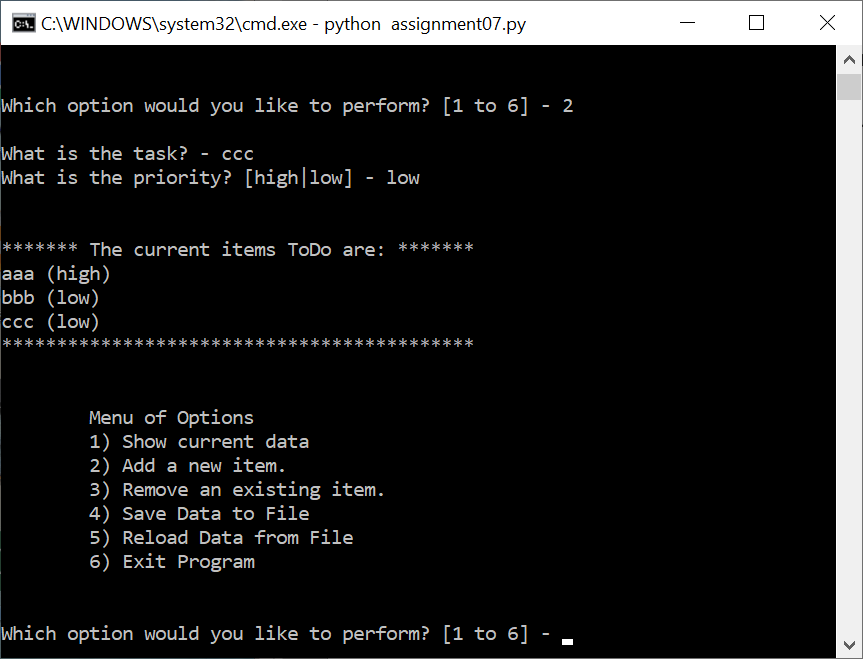 C:\WINDOWS\system32\cmd.exe - python  assignment07.py
Which option would you like to perform? [1 to 6] - 2
What is the task? - ccc
What is the priority? [high|low] - low
******* The current items ToDo are: *******
aaa (high)
bbb (low)
ccc (low)
*******************************************
Menu of Options
1) Show current data
2) Add a new item.
3) Remove an existing item.
4) Save Data to File
5) Reload Data from File
6) Exit Program
Which option would you like to perform? [1 to 6] - _